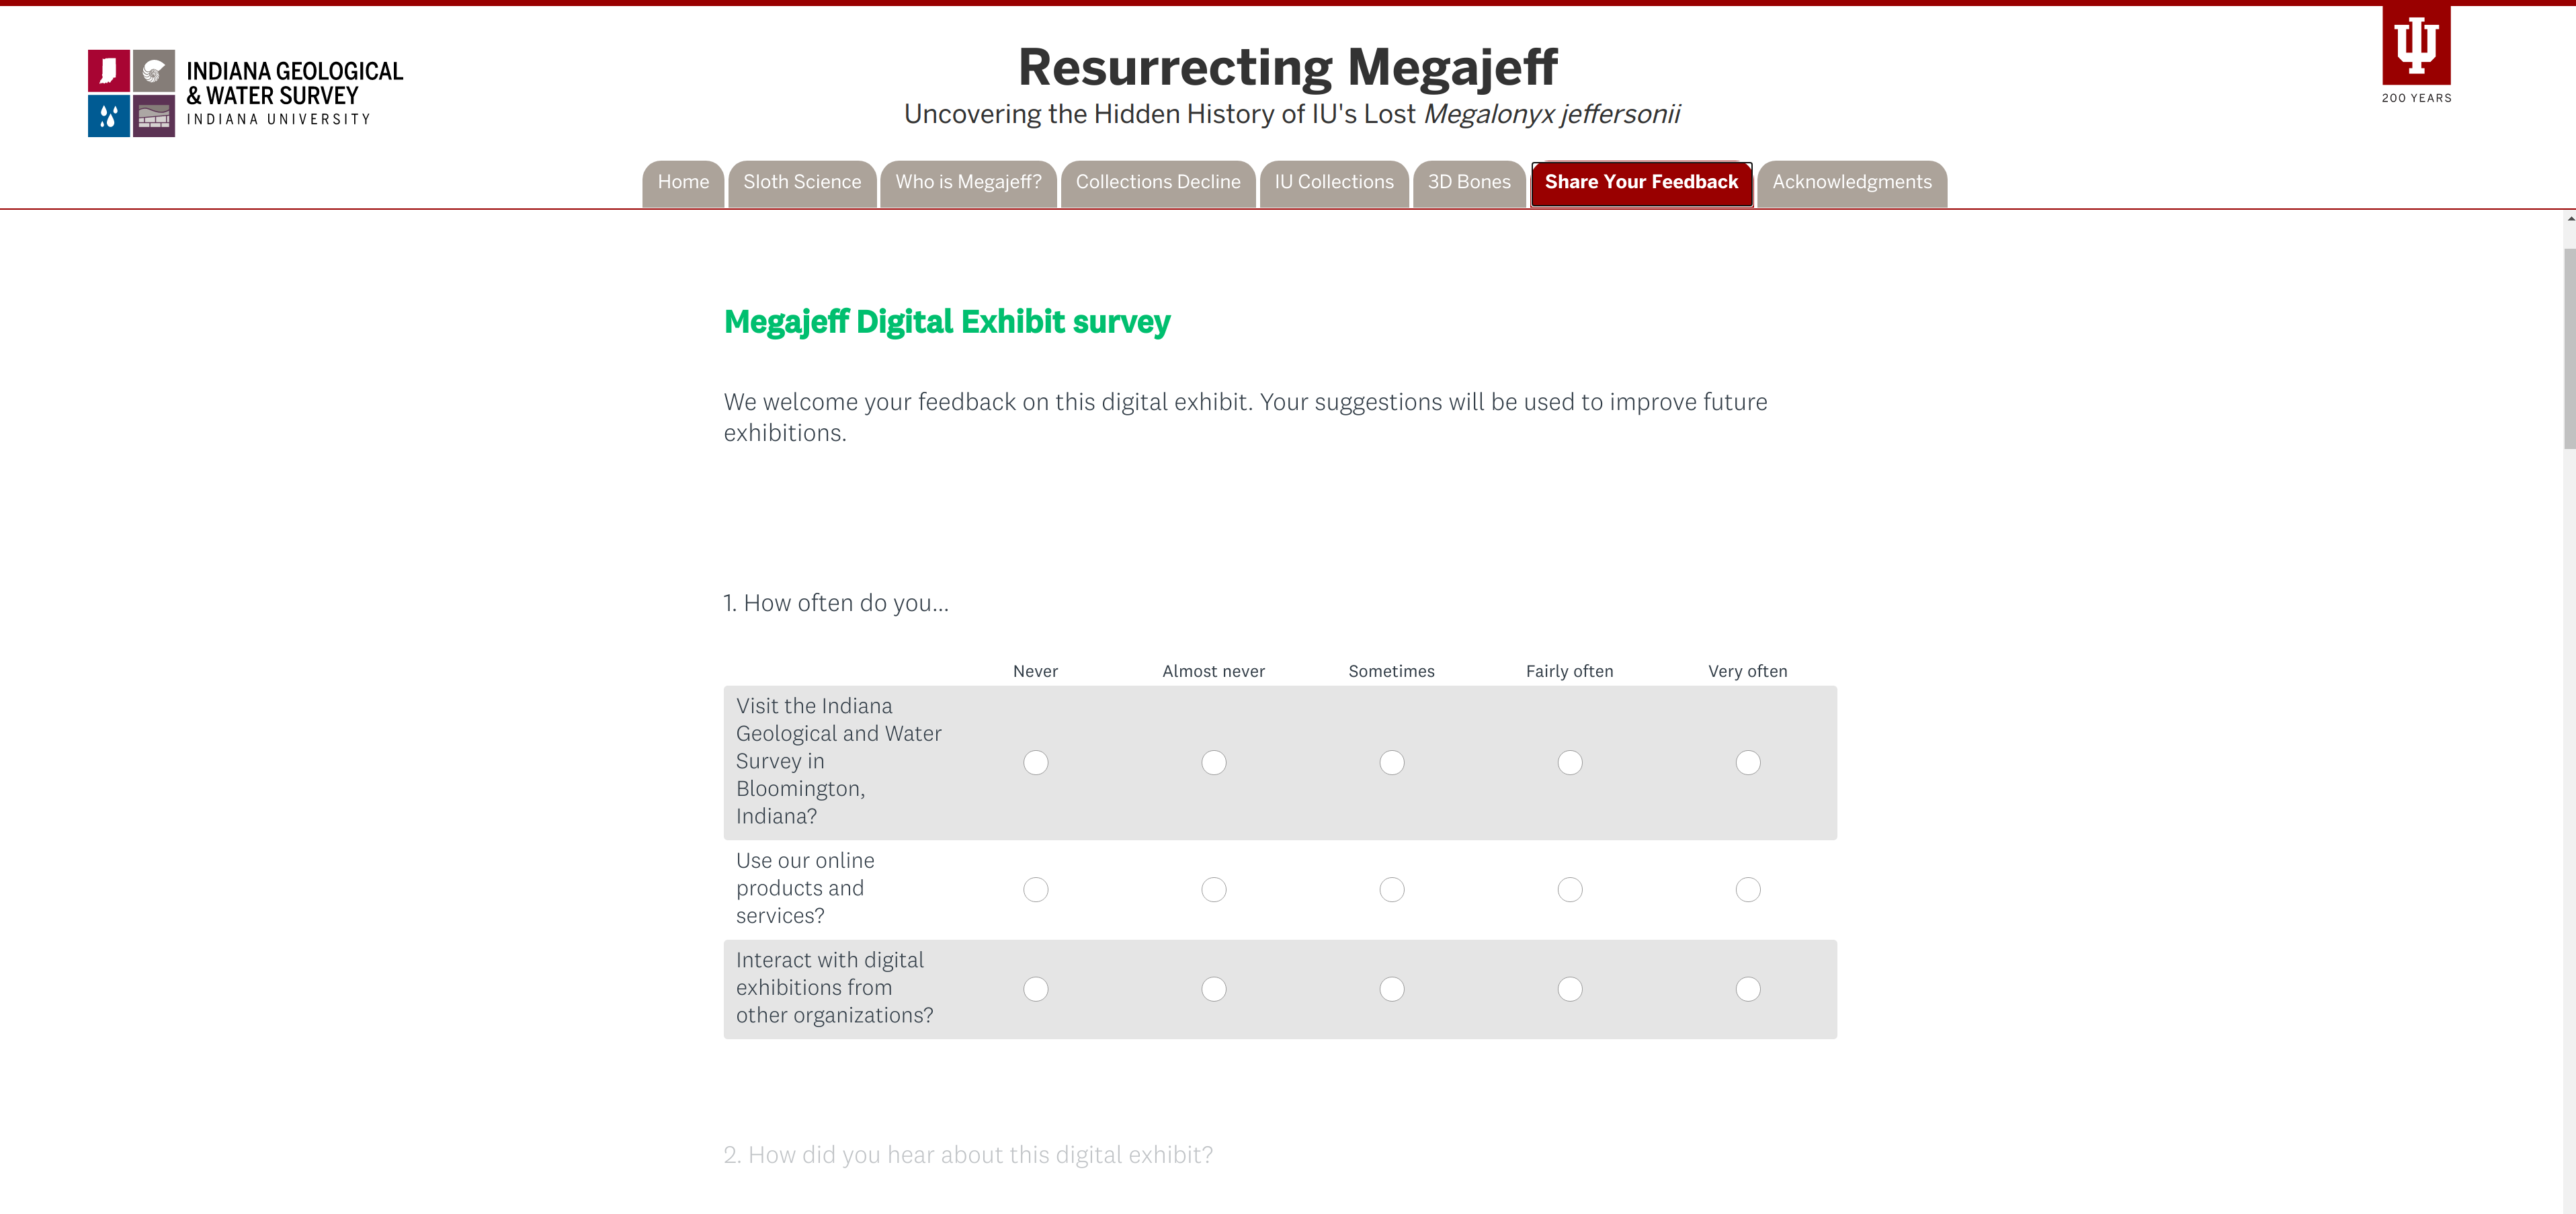 INDIANA GEOLOGICAL
& WATER SURVEY
INDIANA UNIVERSITY
Resurrecting Megajeff
Uncovering the Hidden History of IU's Lost Megalonyx jeffersonii
200 YEARS
Home
Sloth Science
Who is Megajeff?
Collections Decline
IU Collections
3D Bones
Share Your Feedback
Acknowledgments
Megajeff Digital Exhibit survey
We welcome your feedback on this digital exhibit. Your suggestions will be used to improve future
exhibitions.
1. How often do you...
Never Almost never Sometimes Fairly often Very often
Visit the Indiana
Geological and Water
Survey in
Bloomington,
Indiana?
Use our online
products and
services?
Interact with digital
exhibitions from
other organizations?
2. How did you hear about this digital exhibit?